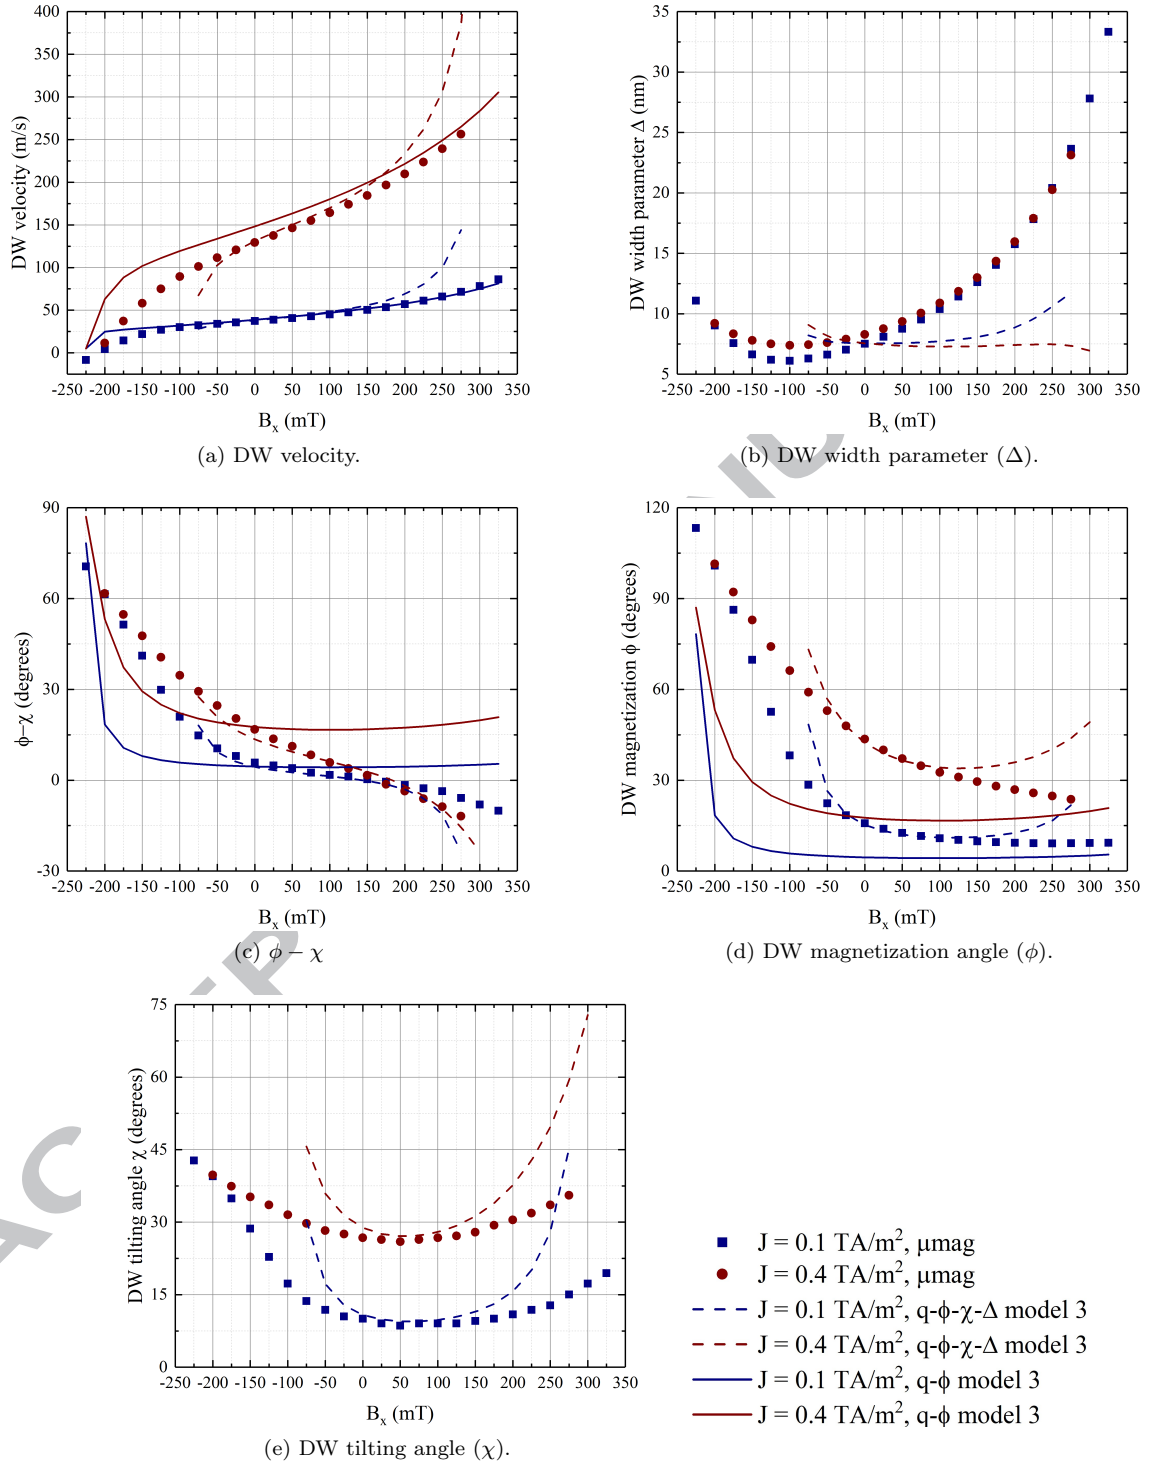 400
350
300
250
200
150
100
50
0
DW velocity (m/s)
-250 -200 -150 -100 -50 0 50 100 150 200 250 300 350
Bx (mT)
(a) DW velocity.
35
30
25
20
15
10
5
DW width parameter Δ (nm)
-250 -200 -150 -100 -50 0 50 100 150 200 250 300 350
Bx (mT)
(b) DW width parameter (Δ).
90
60
30
0
-30
ϕ−χ (degrees)
-250 -200 -150 -100 -50 0 50 100 150 200 250 300 350
Bx (mT)
(c) ϕ − χ
120
90
60
30
0
DW magnetization ϕ (degrees)
-250 -200 -150 -100 -50 0 50 100 150 200 250 300 350
Bx (mT)
(d) DW magnetization angle (ϕ).
75
60
45
30
15
0
DW tilting angle χ (degrees)
-250 -200 -150 -100 -50 0 50 100 150 200 250 300 350
Bx (mT)
(e) DW tilting angle (χ).
J = 0.1 TA/m², μmag
J = 0.4 TA/m², μmag
J = 0.1 TA/m², q-ϕ-χ-Δ model 3
J = 0.4 TA/m², q-ϕ-χ-Δ model 3
J = 0.1 TA/m², q-ϕ model 3
J = 0.4 TA/m², q-ϕ model 3